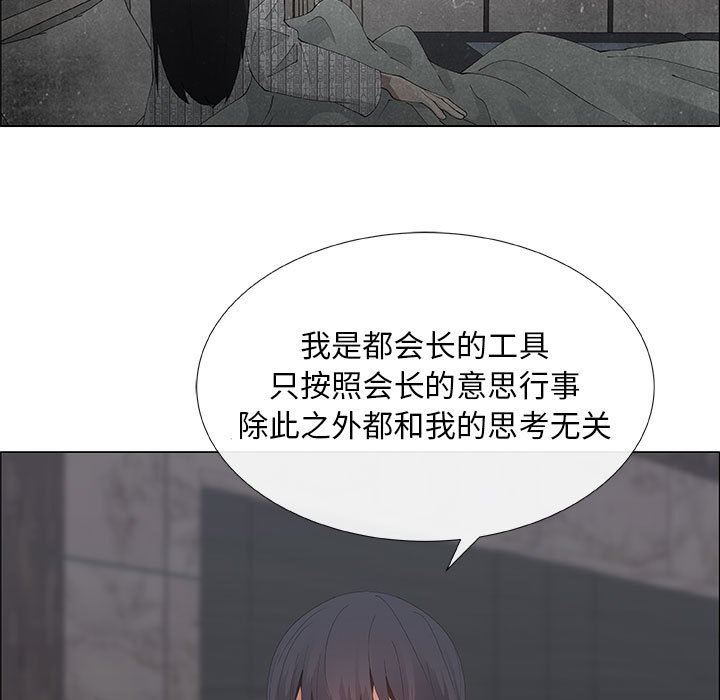 我是都会长的工具
只按照会长的意思行事
除此之外都和我的思考无关